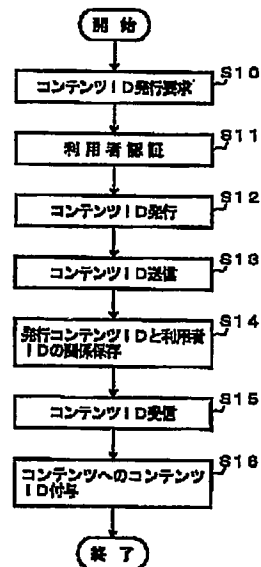 開始
S10
コンテンツID発行要求
S11
利用者認証
S12
コンテンツID発行
S13
コンテンツID送信
S14
発行コンテンツIDと利用者
IDの関係保存
S15
コンテンツID受信
S16
コンテンツへのコンテンツ
ID付与
終了